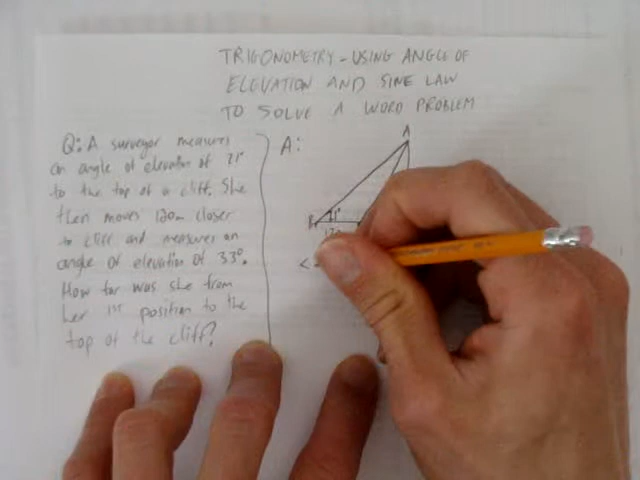 TRIGONOMETRY - USING ANGLE OF
ELEVATION AND SINE LAW
TO SOLVE A WORD PROBLEM
Q: A surveyor measures
an angle of elevation of 21°
to the top of a cliff. She
then moves 120m closer
to cliff and measures an
angle of elevation of 33°.
How far was she from
her 1st position to the
top of the cliff?
A:
A
B
21°
<